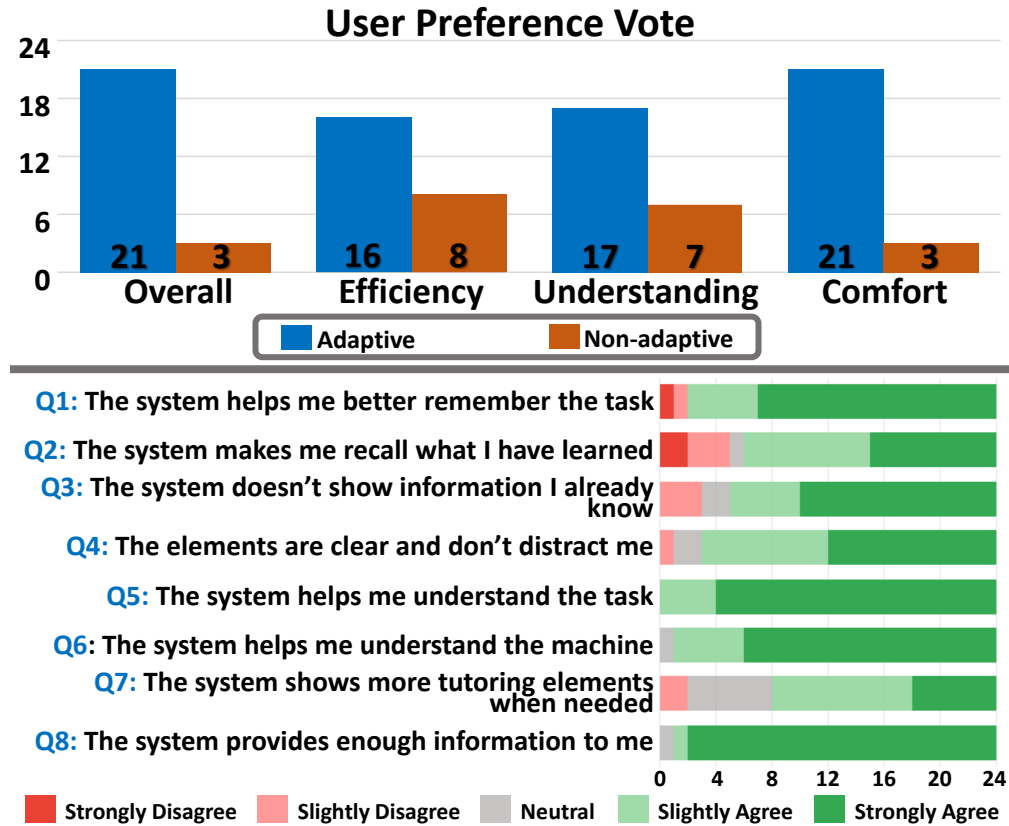 User Preference Vote
24
18
12
6
0
21 3 16 8 17 7 21 3
Overall Efficiency Understanding Comfort
Adaptive Non-adaptive
Q1: The system helps me better remember the task
Q2: The system makes me recall what I have learned
Q3: The system doesn't show information I already
know
Q4: The elements are clear and don't distract me
Q5: The system helps me understand the task
Q6: The system helps me understand the machine
Q7: The system shows more tutoring elements
when needed
Q8: The system provides enough information to me
0 4 8 12 16 20 24
Strongly Disagree Slightly Disagree Neutral Slightly Agree Strongly Agree